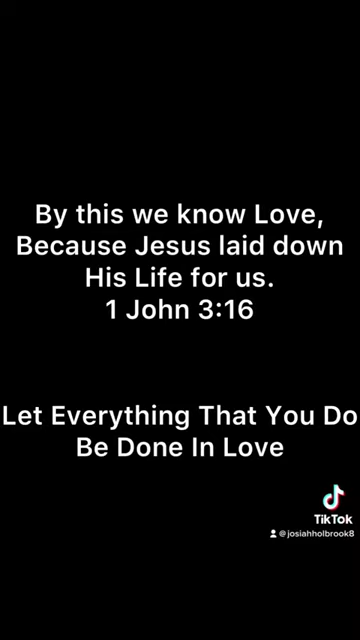 By this we know Love,
Because Jesus laid down
His Life for us.
1 John 3:16
Let Everything That You Do
Be Done In Love
TikTok
@josiahholbrook8